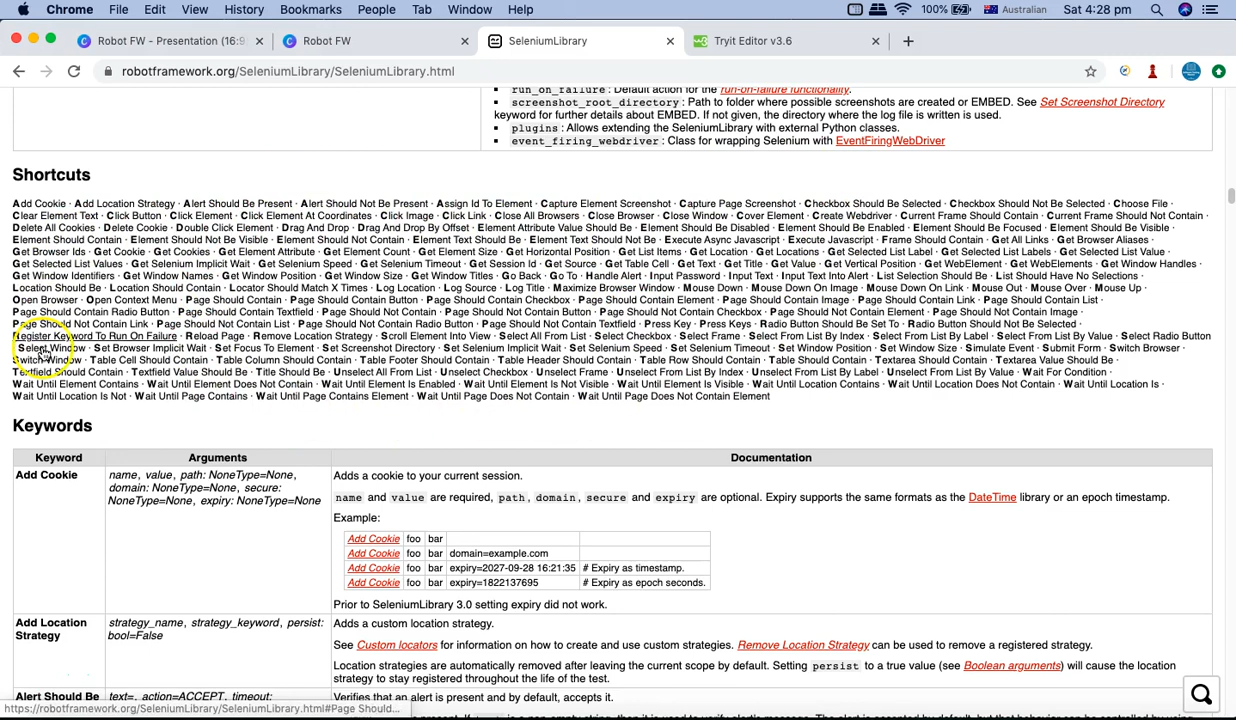 Chrome File Edit View History Bookmarks People Tab Window Help 100% Australian Sat 4:28 pm
Robot FW - Presentation (16:9 Robot FW SeleniumLibrary Tryit Editor v3.6
robotframework.org/SeleniumLibrary/SeleniumLibrary.html
run_on_failure: Default action for the run-on-failure functionality.
screenshot_root_directory: Path to folder where possible screenshots are created or EMBED. See Set Screenshot Directory
keyword for further details about EMBED. If not given, the directory where the log file is written is used.
plugins: Allows extending the SeleniumLibrary with external Python classes.
event_firing_webdriver: Class for wrapping Selenium with EventFiringWebDriver
Shortcuts
Add Cookie · Add Location Strategy · Alert Should Be Present · Alert Should Not Be Present · Assign Id To Element · Capture Element Screenshot · Capture Page Screenshot · Checkbox Should Be Selected · Checkbox Should Not Be Selected · Choose File ·
Clear Element Text · Click Button · Click Element · Click Element At Coordinates · Click Image · Click Link · Close All Browsers · Close Browser · Close Window · Cover Element · Create Webdriver · Current Frame Should Contain · Current Frame Should Not Contain ·
Delete All Cookies · Delete Cookie · Double Click Element · Drag And Drop · Drag And Drop By Offset · Element Attribute Value Should Be · Element Should Be Disabled · Element Should Be Enabled · Element Should Be Focused · Element Should Be Visible ·
Element Should Contain · Element Should Not Be Visible · Element Should Not Contain · Element Text Should Be · Element Text Should Not Be · Execute Async Javascript · Execute Javascript · Frame Should Contain · Get All Links · Get Browser Aliases ·
Get Browser Ids · Get Cookie · Get Cookies · Get Element Attribute · Get Element Count · Get Element Size · Get Horizontal Position · Get List Items · Get Location · Get Locations · Get Selected List Label · Get Selected List Labels · Get Selected List Value ·
Get Selected List Values · Get Selenium Implicit Wait · Get Selenium Speed · Get Selenium Timeout · Get Session Id · Get Source · Get Table Cell · Get Text · Get Title · Get Value · Get Vertical Position · Get WebElement · Get WebElements · Get Window Handles ·
Get Window Identifiers · Get Window Names · Get Window Position · Get Window Size · Get Window Titles · Go Back · Go To · Handle Alert · Input Password · Input Text · Input Text Into Alert · List Selection Should Be · List Should Have No Selections ·
Location Should Be · Location Should Contain · Locator Should Match X Times · Log Location · Log Source · Log Title · Maximize Browser Window · Mouse Down · Mouse Down On Image · Mouse Down On Link · Mouse Out · Mouse Over · Mouse Up ·
Open Browser · Open Context Menu · Page Should Contain · Page Should Contain Button · Page Should Contain Checkbox · Page Should Contain Element · Page Should Contain Image · Page Should Contain Link · Page Should Contain List ·
Page Should Contain Radio Button · Page Should Contain Textfield · Page Should Not Contain · Page Should Not Contain Button · Page Should Not Contain Checkbox · Page Should Not Contain Element · Page Should Not Contain Image ·
Page Should Not Contain Link · Page Should Not Contain List · Page Should Not Contain Radio Button · Page Should Not Contain Textfield · Press Key · Press Keys · Radio Button Should Be Set To · Radio Button Should Not Be Selected ·
Register Keyword To Run On Failure · Reload Page · Remove Location Strategy · Scroll Element Into View · Select All From List · Select Checkbox · Select Frame · Select From List By Index · Select From List By Label · Select From List By Value · Select Radio Button
· Select Window · Set Browser Implicit Wait · Set Focus To Element · Set Screenshot Directory · Set Selenium Implicit Wait · Set Selenium Speed · Set Selenium Timeout · Set Window Position · Set Window Size · Simulate Event · Submit Form · Switch Browser ·
Switch Window · Table Cell Should Contain · Table Column Should Contain · Table Footer Should Contain · Table Header Should Contain · Table Row Should Contain · Table Should Contain · Textarea Should Contain · Textarea Value Should Be ·
Textfield Should Contain · Textfield Value Should Be · Title Should Be · Unselect All From List · Unselect Checkbox · Unselect Frame · Unselect From List By Index · Unselect From List By Label · Unselect From List By Value · Wait For Condition ·
Wait Until Element Contains · Wait Until Element Does Not Contain · Wait Until Element Is Enabled · Wait Until Element Is Not Visible · Wait Until Element Is Visible · Wait Until Location Contains · Wait Until Location Does Not Contain · Wait Until Location Is ·
Wait Until Location Is Not · Wait Until Page Contains · Wait Until Page Contains Element · Wait Until Page Does Not Contain · Wait Until Page Does Not Contain Element
Keywords
Keyword Arguments Documentation
Add Cookie name, value, path: NoneType=None, domain: NoneType=None, secure: NoneType=None, expiry: NoneType=None
Adds a cookie to your current session.
name and value are required, path, domain, secure and expiry are optional. Expiry supports the same formats as the DateTime library or an epoch timestamp.
Example:
Add Cookie foo bar
Add Cookie foo bar domain=example.com
Add Cookie foo bar expiry=2027-09-28 16:21:35 # Expiry as timestamp.
Add Cookie foo bar expiry=1822137695 # Expiry as epoch seconds.
Prior to SeleniumLibrary 3.0 setting expiry did not work.
Add Location Strategy strategy_name, strategy_keyword, persist: bool=False
Adds a custom location strategy.
See Custom locators for information on how to create and use custom strategies. Remove Location Strategy can be used to remove a registered strategy.
Location strategies are automatically removed after leaving the current scope by default. Setting persist to a true value (see Boolean arguments) will cause the location
strategy to stay registered throughout the life of the test.
Alert Should Be text=, action=ACCEPT, timeout: Verifies that an alert is present and by default, accepts it.
https://robotframework.org/SeleniumLibrary/SeleniumLibrary.html#Page Should...